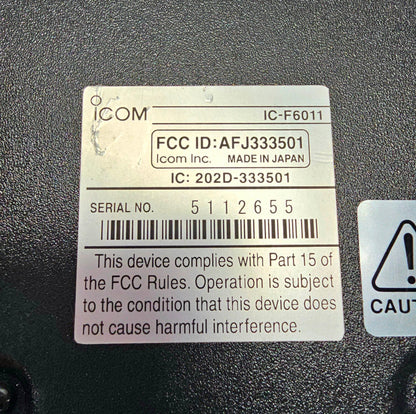 ICOM IC-F6011
FCC ID:AFJ333501
Icom Inc. MADE IN JAPAN
IC: 202D-333501
SERIAL NO. 5112655
This device complies with Part 15 of
the FCC Rules. Operation is subject
to the condition that this device does
not cause harmful interference.